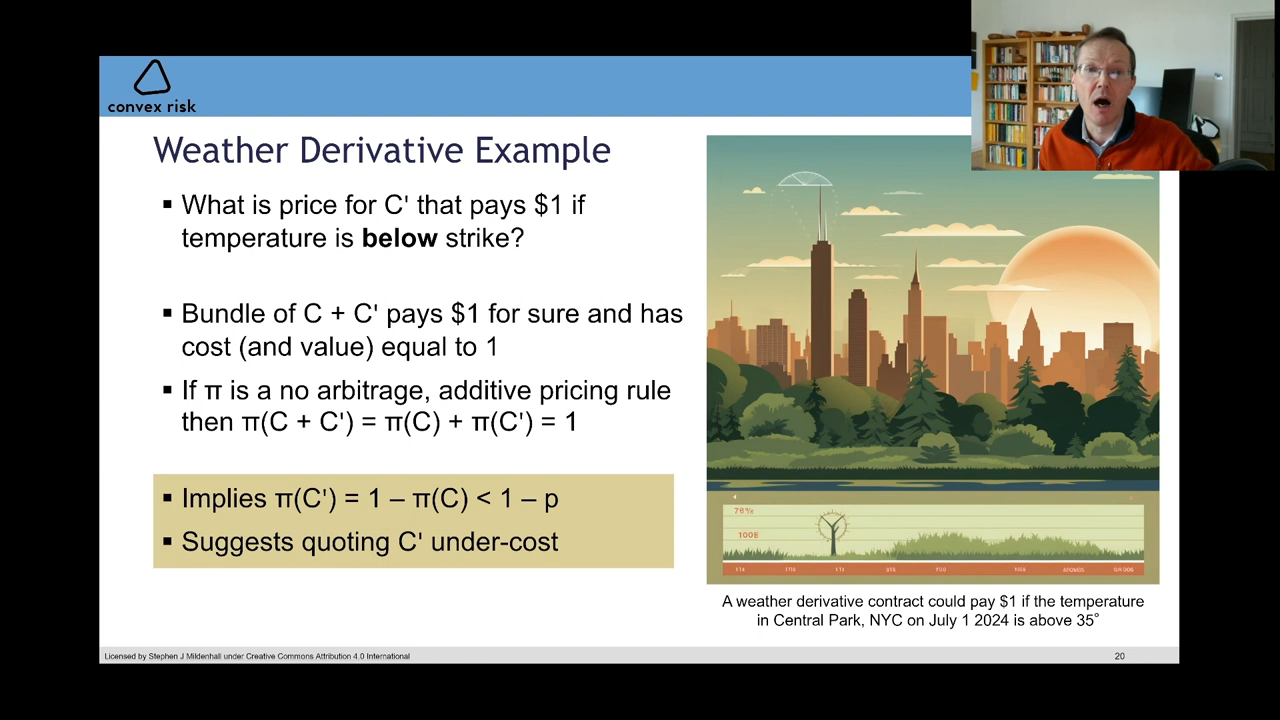 convex risk
Weather Derivative Example
▪ What is price for C' that pays $1 if
temperature is below strike?
▪ Bundle of C + C' pays $1 for sure and has
cost (and value) equal to 1
▪ If π is a no arbitrage, additive pricing rule
then π(C + C') = π(C) + π(C') = 1
▪ Implies π(C') = 1 – π(C) < 1 – p
▪ Suggests quoting C' under-cost
100E
A weather derivative contract could pay $1 if the temperature
in Central Park, NYC on July 1 2024 is above 35°
Licensed by Stephen J Mildenhall under Creative Commons Attribution 4.0 International
20